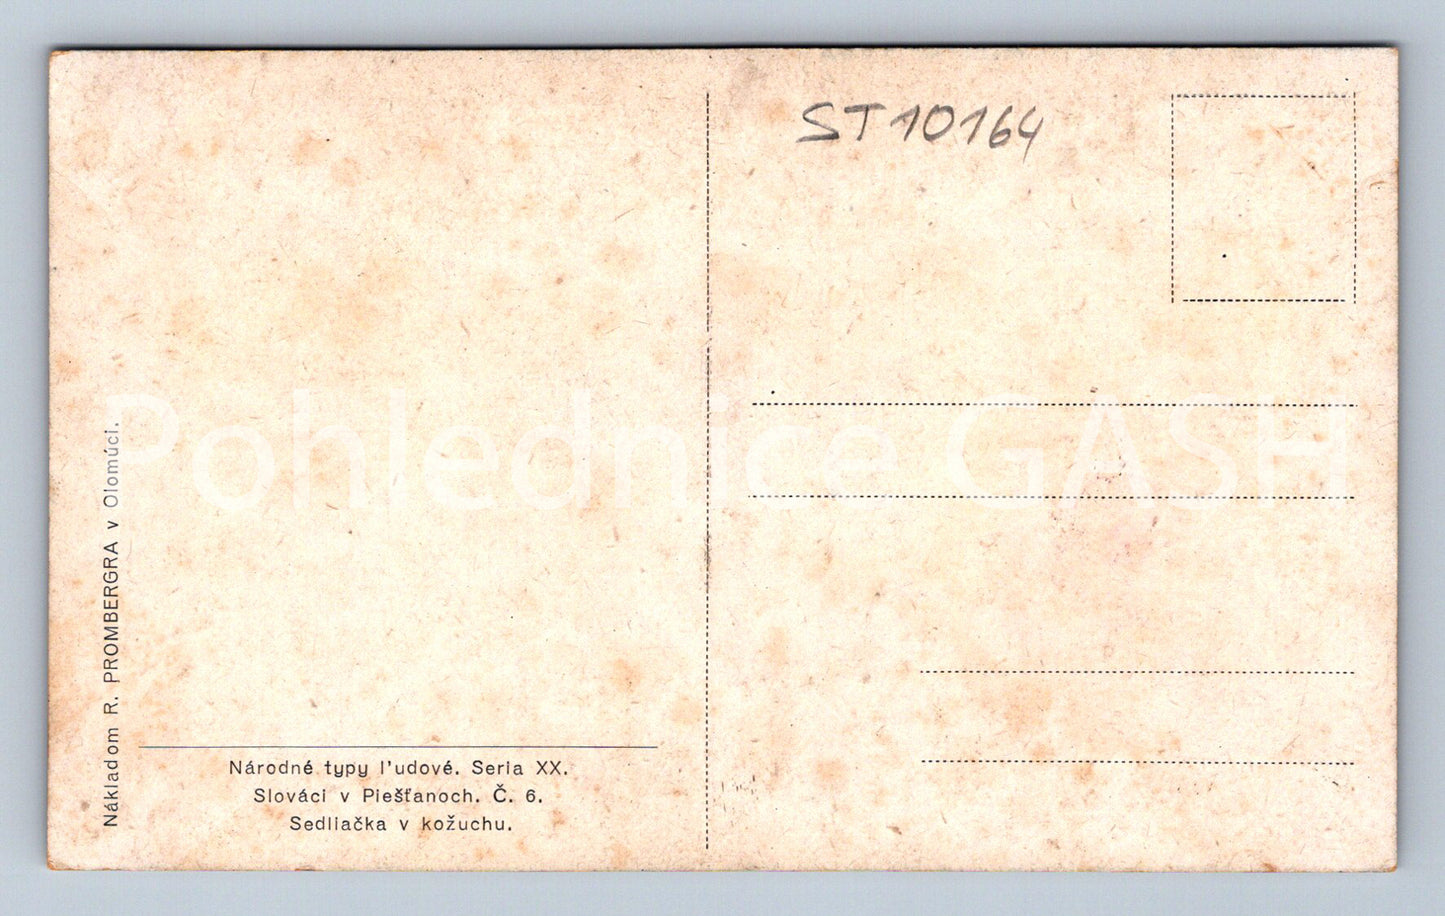 ST10164
Pohlednice GASH
Nákladom R. PROMBERGRA v Olomúci.
Národné typy l'udové. Seria XX.
Slováci v Piešťanoch. Č. 6.
Sedliačka v kožuchu.